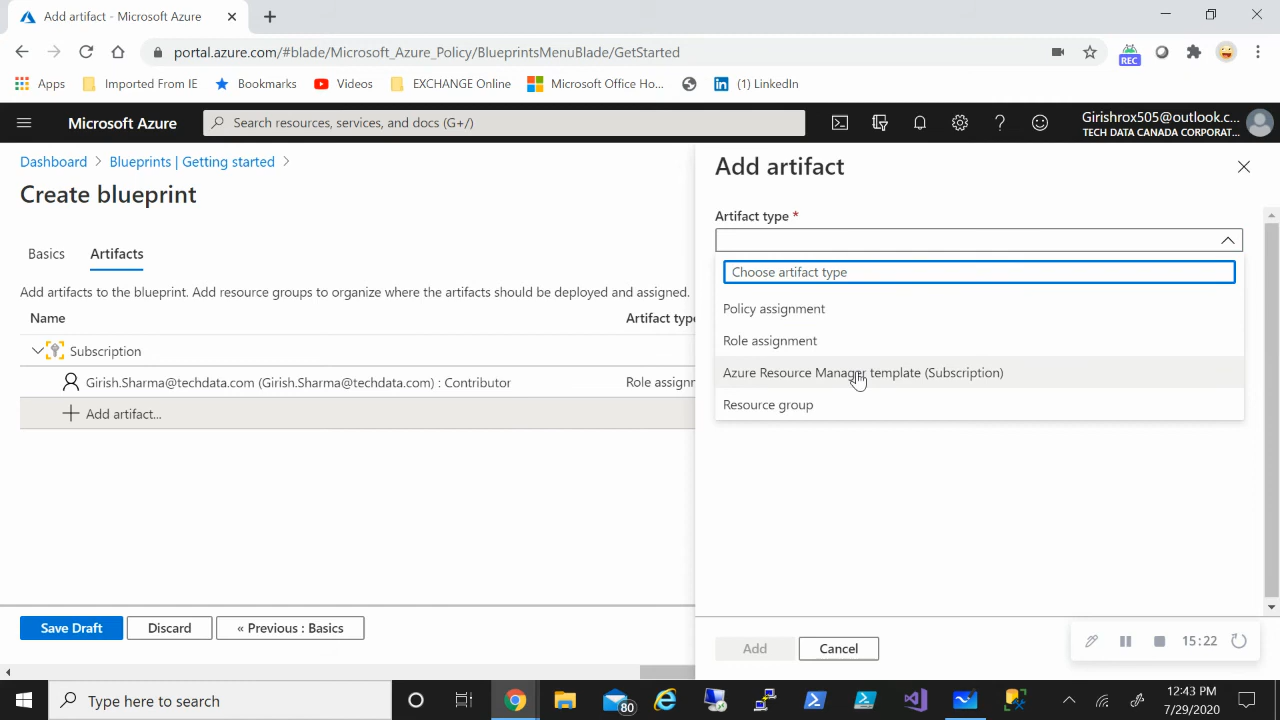 Add artifact - Microsoft Azure
portal.azure.com/#blade/Microsoft_Azure_Policy/BlueprintsMenuBlade/GetStarted
REC
Apps
Imported From IE
Bookmarks
Videos
EXCHANGE Online
Microsoft Office Ho...
(1) LinkedIn
Microsoft Azure
Search resources, services, and docs (G+/)
Girishrox505@outlook.c...
TECH DATA CANADA CORPORAT...
Dashboard > Blueprints | Getting started >
Create blueprint
Basics
Artifacts
Add artifacts to the blueprint. Add resource groups to organize where the artifacts should be deployed and assigned.
Name
Artifact type
Subscription
Girish.Sharma@techdata.com (Girish.Sharma@techdata.com) : Contributor
Role assignm
Add artifact...
Save Draft
Discard
« Previous : Basics
Add artifact
Artifact type *
Choose artifact type
Policy assignment
Role assignment
Azure Resource Manager template (Subscription)
Resource group
Add
Cancel
15:22
Type here to search
80
12:43 PM
7/29/2020